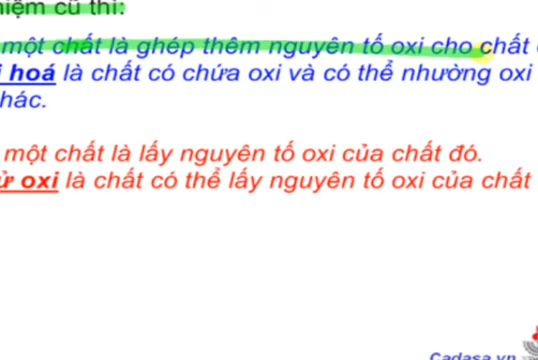 niệm cũ thì:
một chất là ghép thêm nguyên tố oxi cho chất
hoá là chất có chứa oxi và có thể nhường oxi
hác.
một chất là lấy nguyên tố oxi của chất đó.
ử oxi là chất có thể lấy nguyên tố oxi của chất
Cadasa.vn